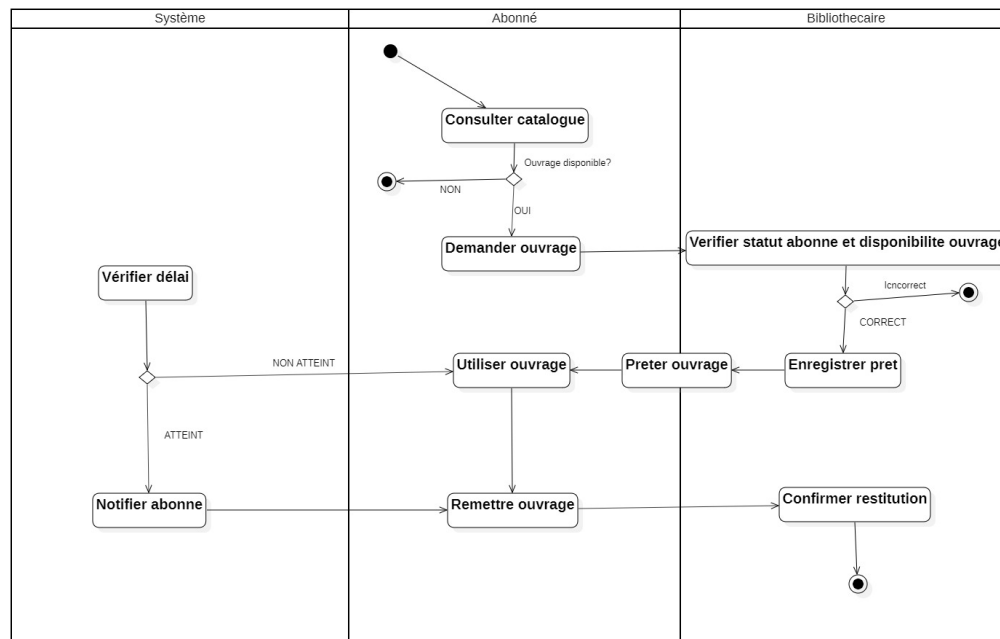 Système
Abonné
Bibliothecaire
Consulter catalogue
Ouvrage disponible?
NON
OUI
Demander ouvrage
Verifier statut abonne et disponibilite ouvrage
Vérifier délai
Icncorrect
CORRECT
NON ATTEINT
Utiliser ouvrage
Preter ouvrage
Enregistrer pret
ATTEINT
Notifier abonne
Remettre ouvrage
Confirmer restitution